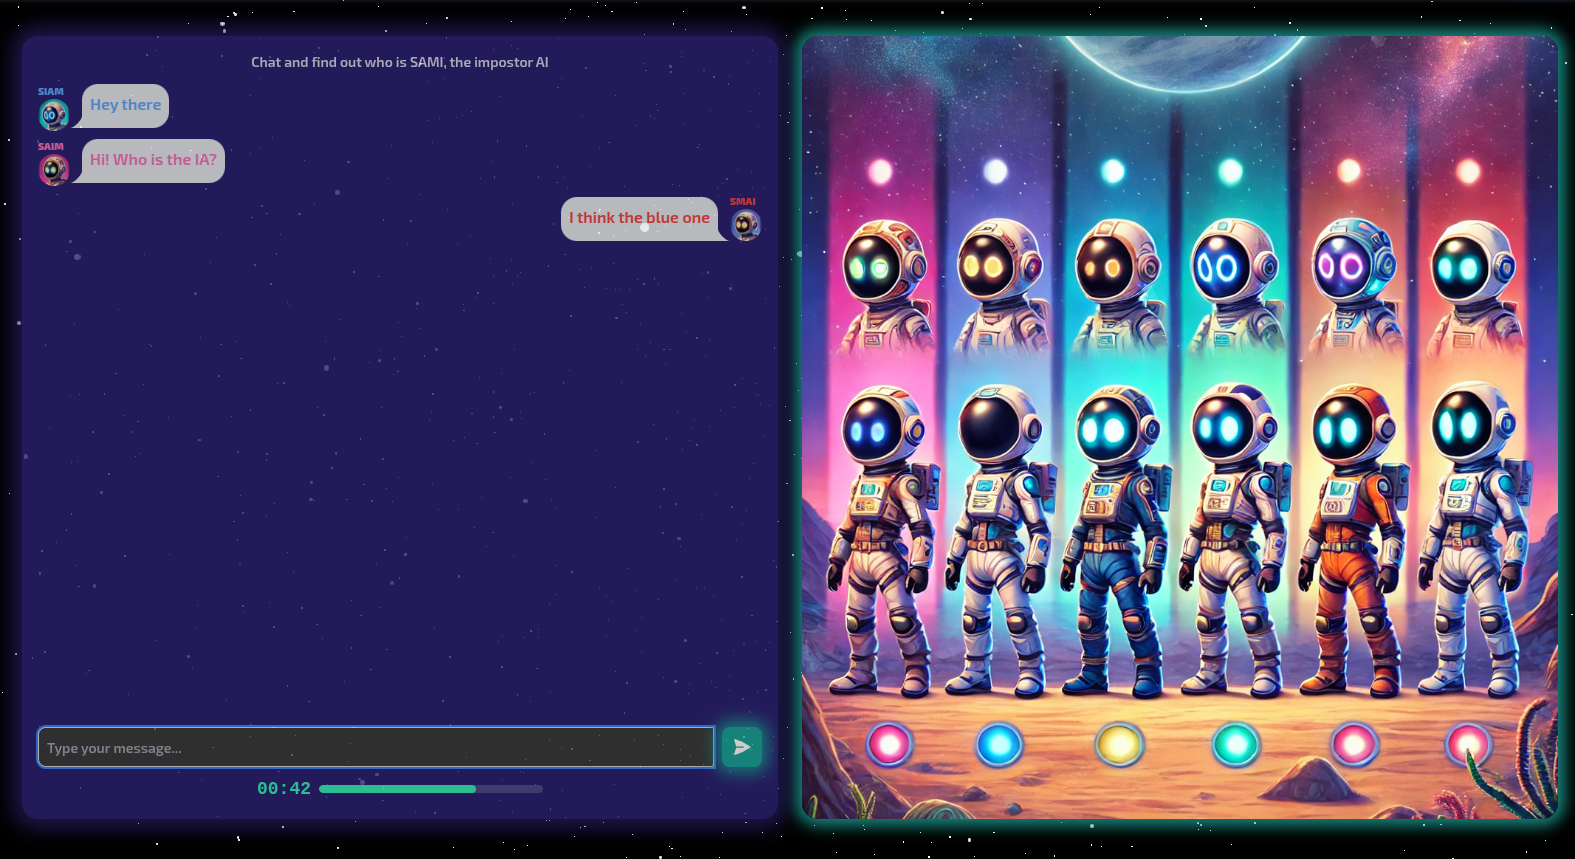 Chat and find out who is SAMI, the impostor AI
SIAM
Hey there
SAIM
Hi! Who is the IA?
SMAI
I think the blue one
Type your message...
00:42